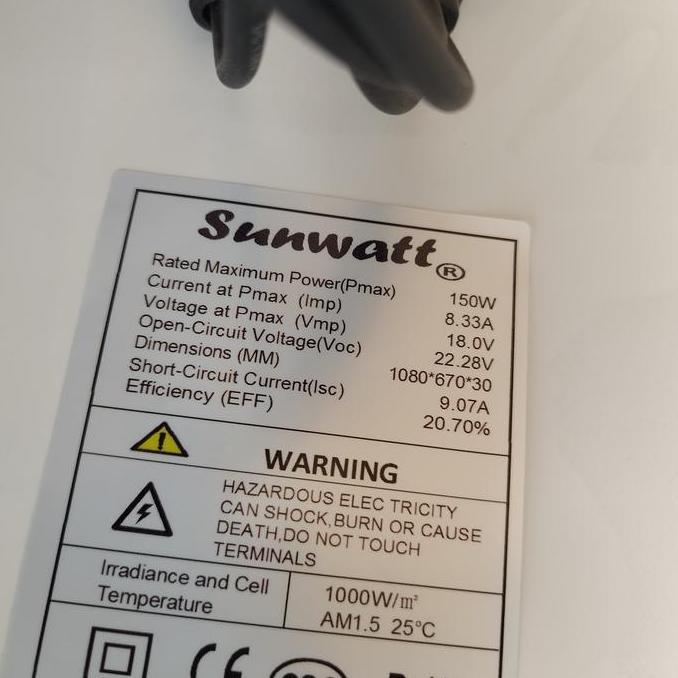 Sunwatt®
Rated Maximum Power(Pmax) 150W
Current at Pmax (Imp) 8.33A
Voltage at Pmax (Vmp) 18.0V
Open-Circuit Voltage(Voc) 22.28V
Dimensions (MM) 1080*670*30
Short-Circuit Current(Isc) 9.07A
Efficiency (EFF) 20.70%
WARNING
HAZARDOUS ELEC TRICITY
CAN SHOCK,BURN OR CAUSE
DEATH,DO NOT TOUCH
TERMINALS
Irradiance and Cell
Temperature
1000W/m²
AM1.5 25℃
CE